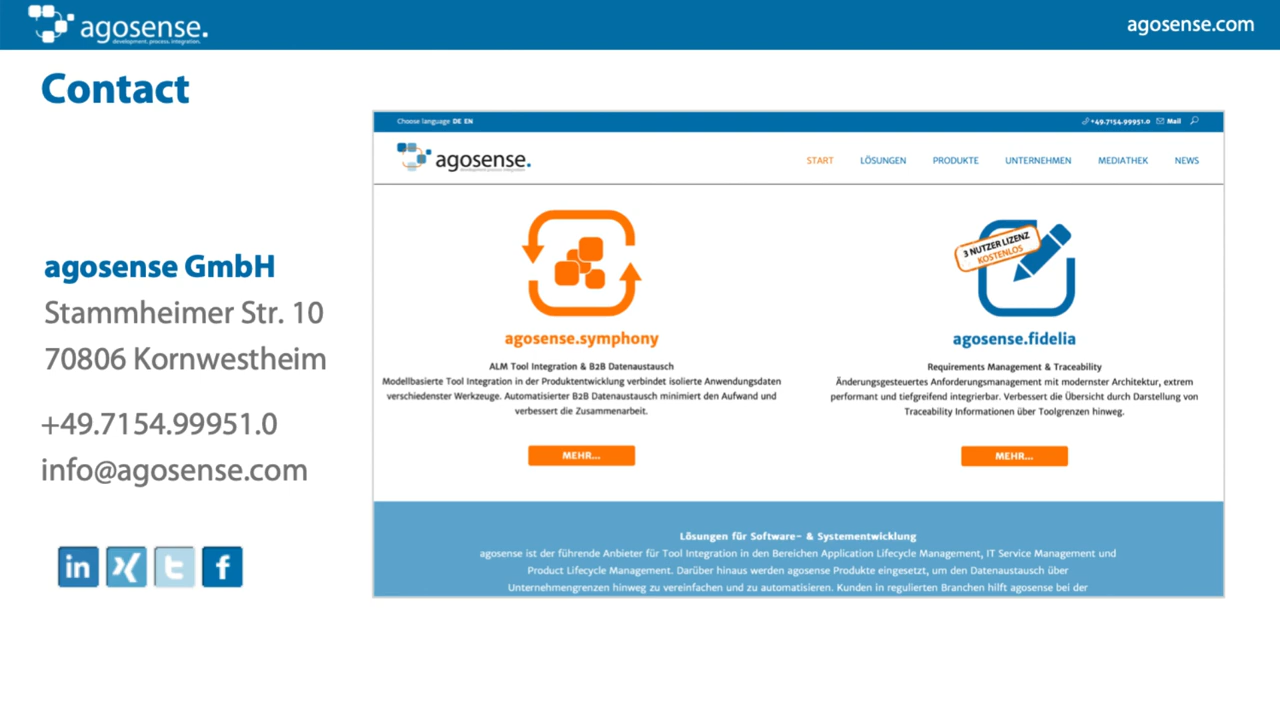 agosense.
development. process. integration.
agosense.com
Contact
agosense GmbH
Stammheimer Str. 10
70806 Kornwestheim
+49.7154.99951.0
info@agosense.com
in
t
f
Choose language DE EN
+49.7154.99951.0 Mail
agosense.
development. process. integration.
START LÖSUNGEN PRODUKTE UNTERNEHMEN MEDIATHEK NEWS
agosense.symphony
ALM Tool Integration & B2B Datenaustausch
Modellbasierte Tool Integration in der Produktentwicklung verbindet isolierte Anwendungsdaten
verschiedenster Werkzeuge. Automatisierter B2B Datenaustausch minimiert den Aufwand und
verbessert die Zusammenarbeit.
MEHR...
3 NUTZER LIZENZ
KOSTENLOS
agosense.fidelia
Requirements Management & Traceability
Änderungsgesteuertes Anforderungsmanagement mit modernster Architektur, extrem
performant und tiefgreifend integrierbar. Verbessert die Übersicht durch Darstellung von
Traceability Informationen über Toolgrenzen hinweg.
MEHR...
Lösungen für Software- & Systementwicklung
agosense ist der führende Anbieter für Tool Integration in den Bereichen Application Lifecycle Management, IT Service Management und
Product Lifecycle Management. Darüber hinaus werden agosense Produkte eingesetzt, um den Datenaustausch über
Unternehmengrenzen hinweg zu vereinfachen und zu automatisieren. Kunden in regulierten Branchen hilft agosense bei der